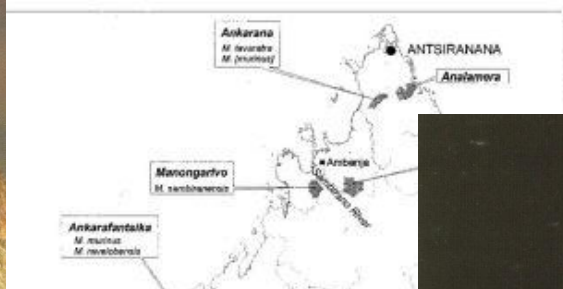 Ankarana
M. tavaratra
M. [murinus]
ANTSIRANANA
Analamera
Ambanja
Manongarivo
M. sambiranensis
Sambirano River
Ankarafantsika
M. murinus
M. ravelobensis